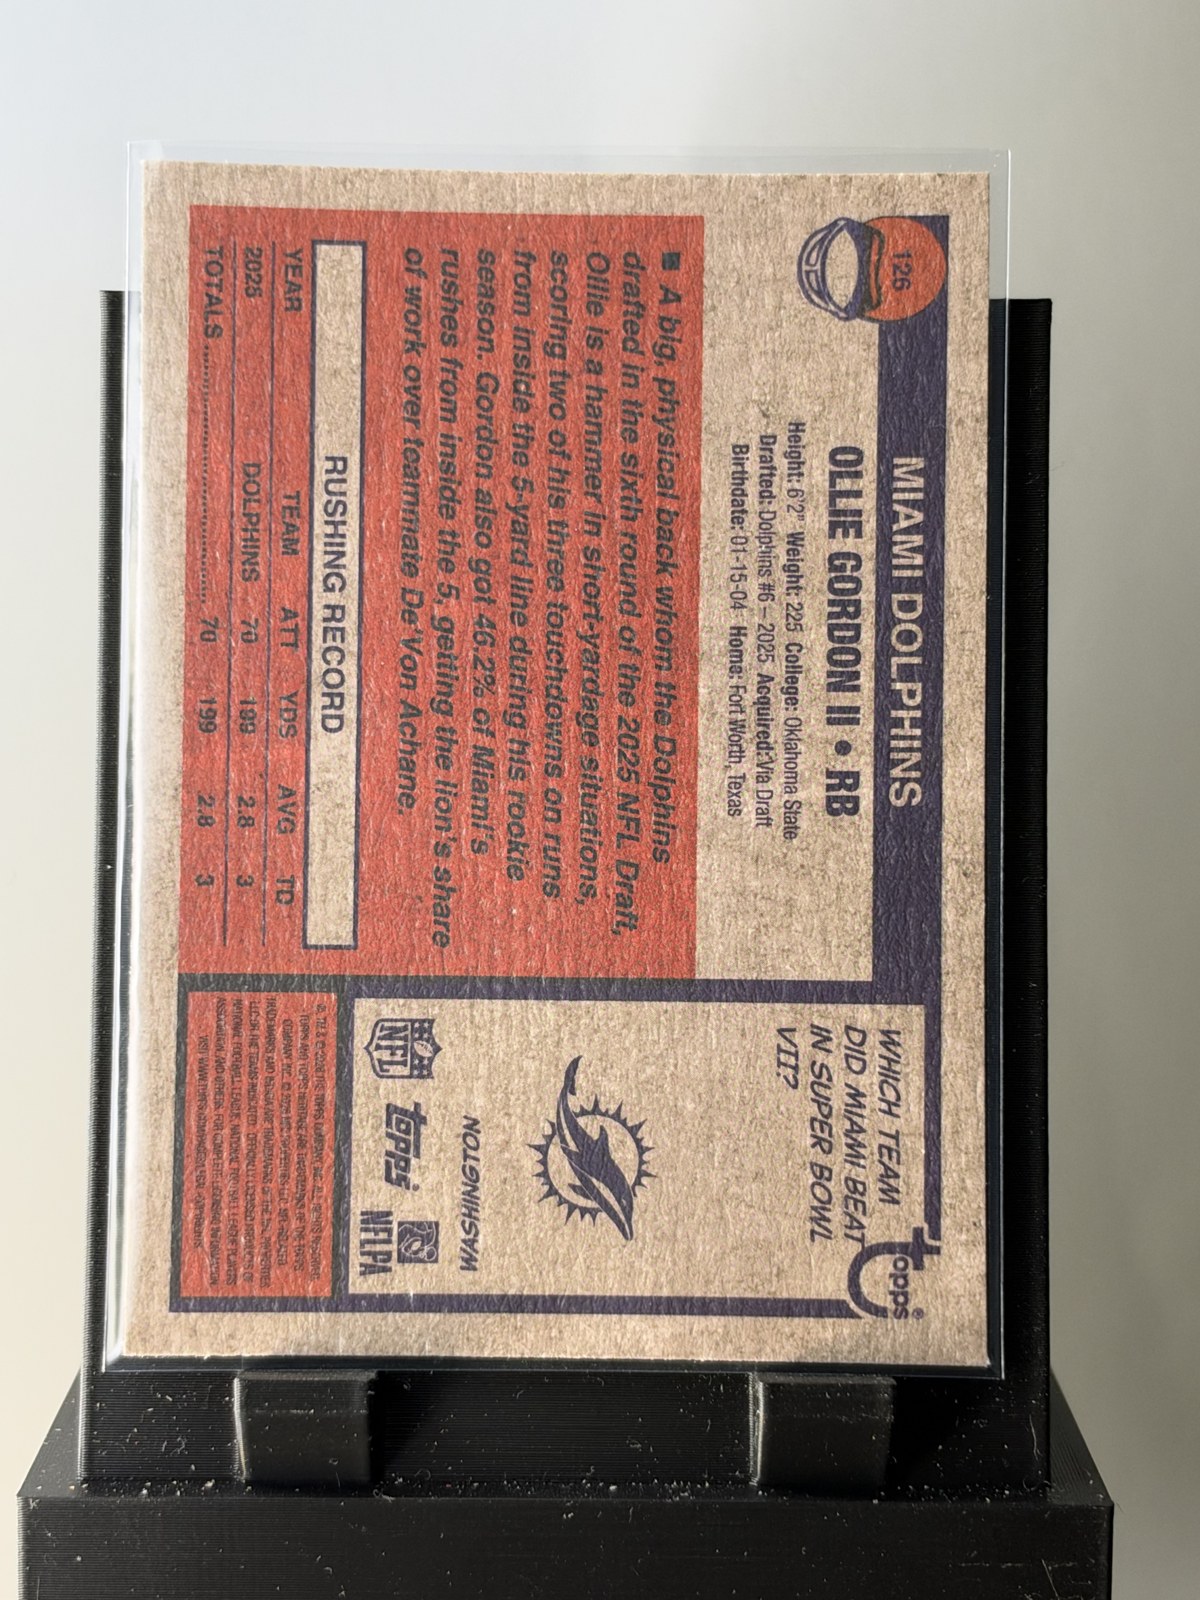 126
MIAMI DOLPHINS
OLLIE GORDON II • RB
Height: 6'2" Weight: 225 College: Oklahoma State
Drafted: Dolphins #6 – 2025 Acquired: Via Draft
Birthdate: 01-15-04 Home: Fort Worth, Texas
■ A big, physical back whom the Dolphins
drafted in the sixth round of the 2025 NFL Draft,
Ollie is a hammer in short-yardage situations,
scoring two of his three touchdowns on runs
from inside the 5-yard line during his rookie
season. Gordon also got 46.2% of Miami's
rushes from inside the 5, getting the lion's share
of work over teammate De'Von Achane.
RUSHING RECORD
YEAR TEAM ATT YDS AVG TD
2025 DOLPHINS 70 199 2.8 3
TOTALS 70 199 2.8 3
topps®
WHICH TEAM
DID MIAMI BEAT
IN SUPER BOWL
VII?
WASHINGTON
NFL topps NFLPA